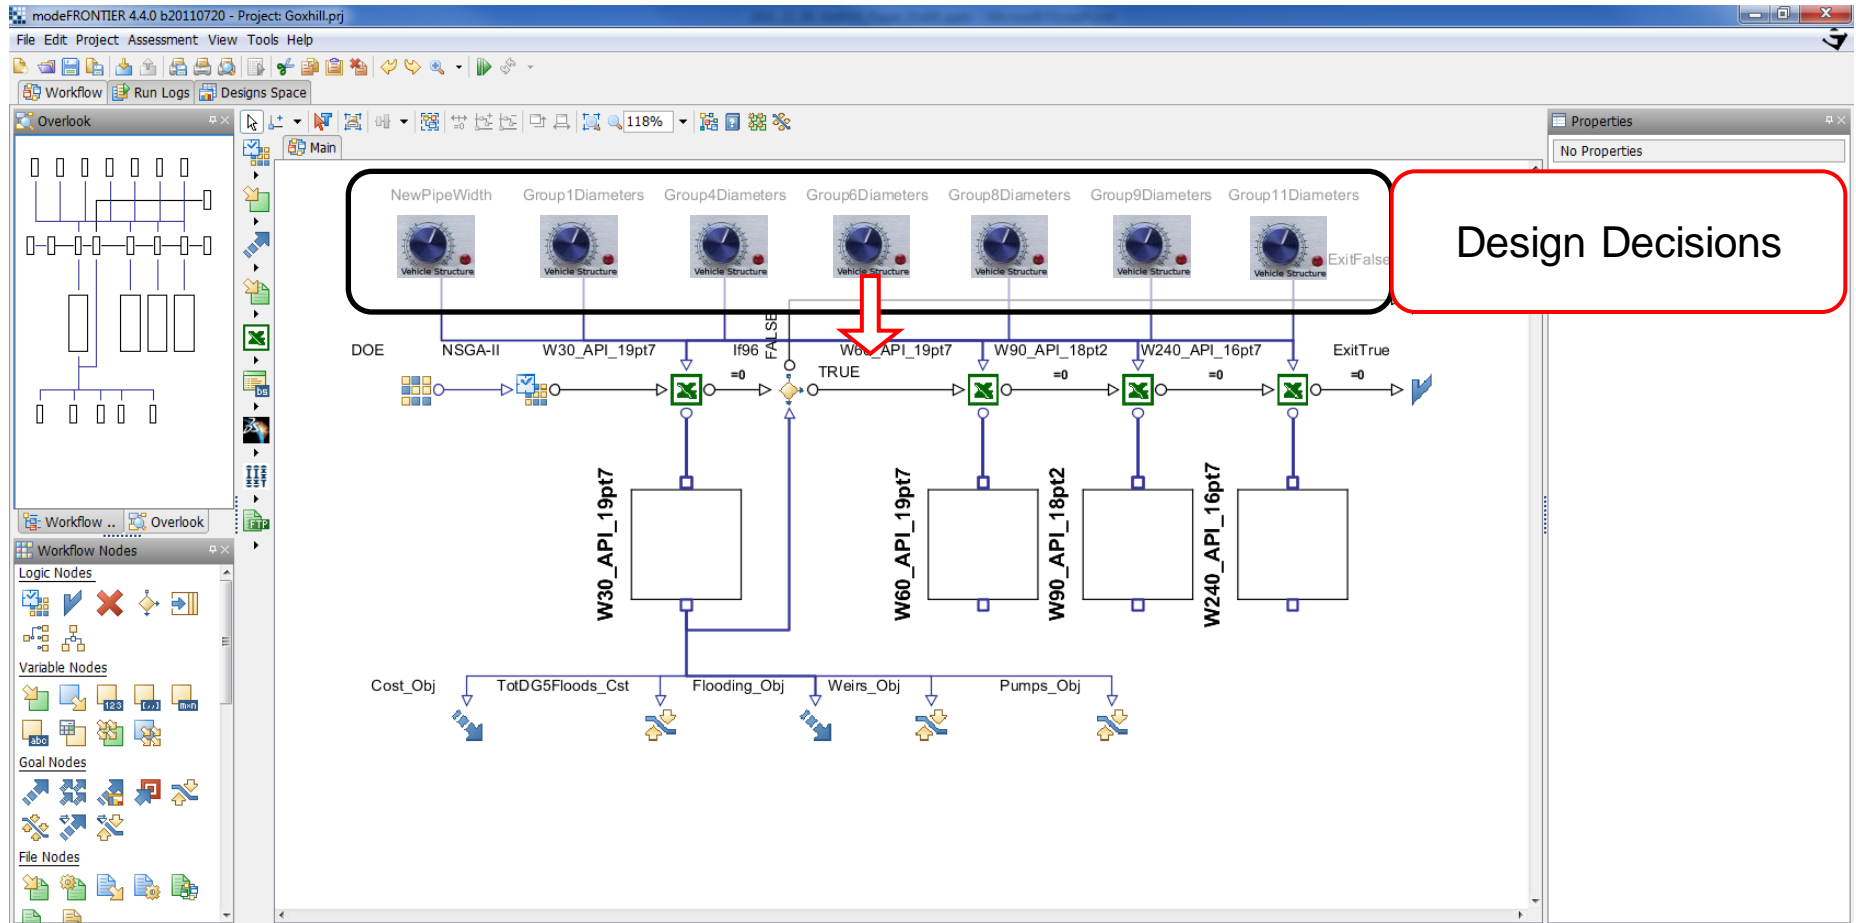 modeFRONTIER 4.4.0 b20110720 - Project: Goxhill.prj
File Edit Project Assessment View Tools Help
Workflow Run Logs Designs Space
Overlook
118%
Properties
Main
No Properties
NewPipeWidth Group1Diameters Group4Diameters Group6Diameters Group8Diameters Group9Diameters Group11Diameters
Design Decisions
Vehicle Structure Vehicle Structure Vehicle Structure Vehicle Structure Vehicle Structure Vehicle Structure Vehicle Structure
ExitFalse
FALSE
DOE NSGA-II W30_API_19pt7 If96 W60_API_19pt7 W90_API_18pt2 W240_API_16pt7 ExitTrue
=0 TRUE =0 =0 =0
W30_API_19pt7
W60_API_19pt7
W90_API_18pt2
W240_API_16pt7
bs
FTP
Workflow .. Overlook
Workflow Nodes
Logic Nodes
Variable Nodes
123
abc
Goal Nodes
File Nodes
Cost_Obj TotDG5Floods_Cst Flooding_Obj Weirs_Obj Pumps_Obj